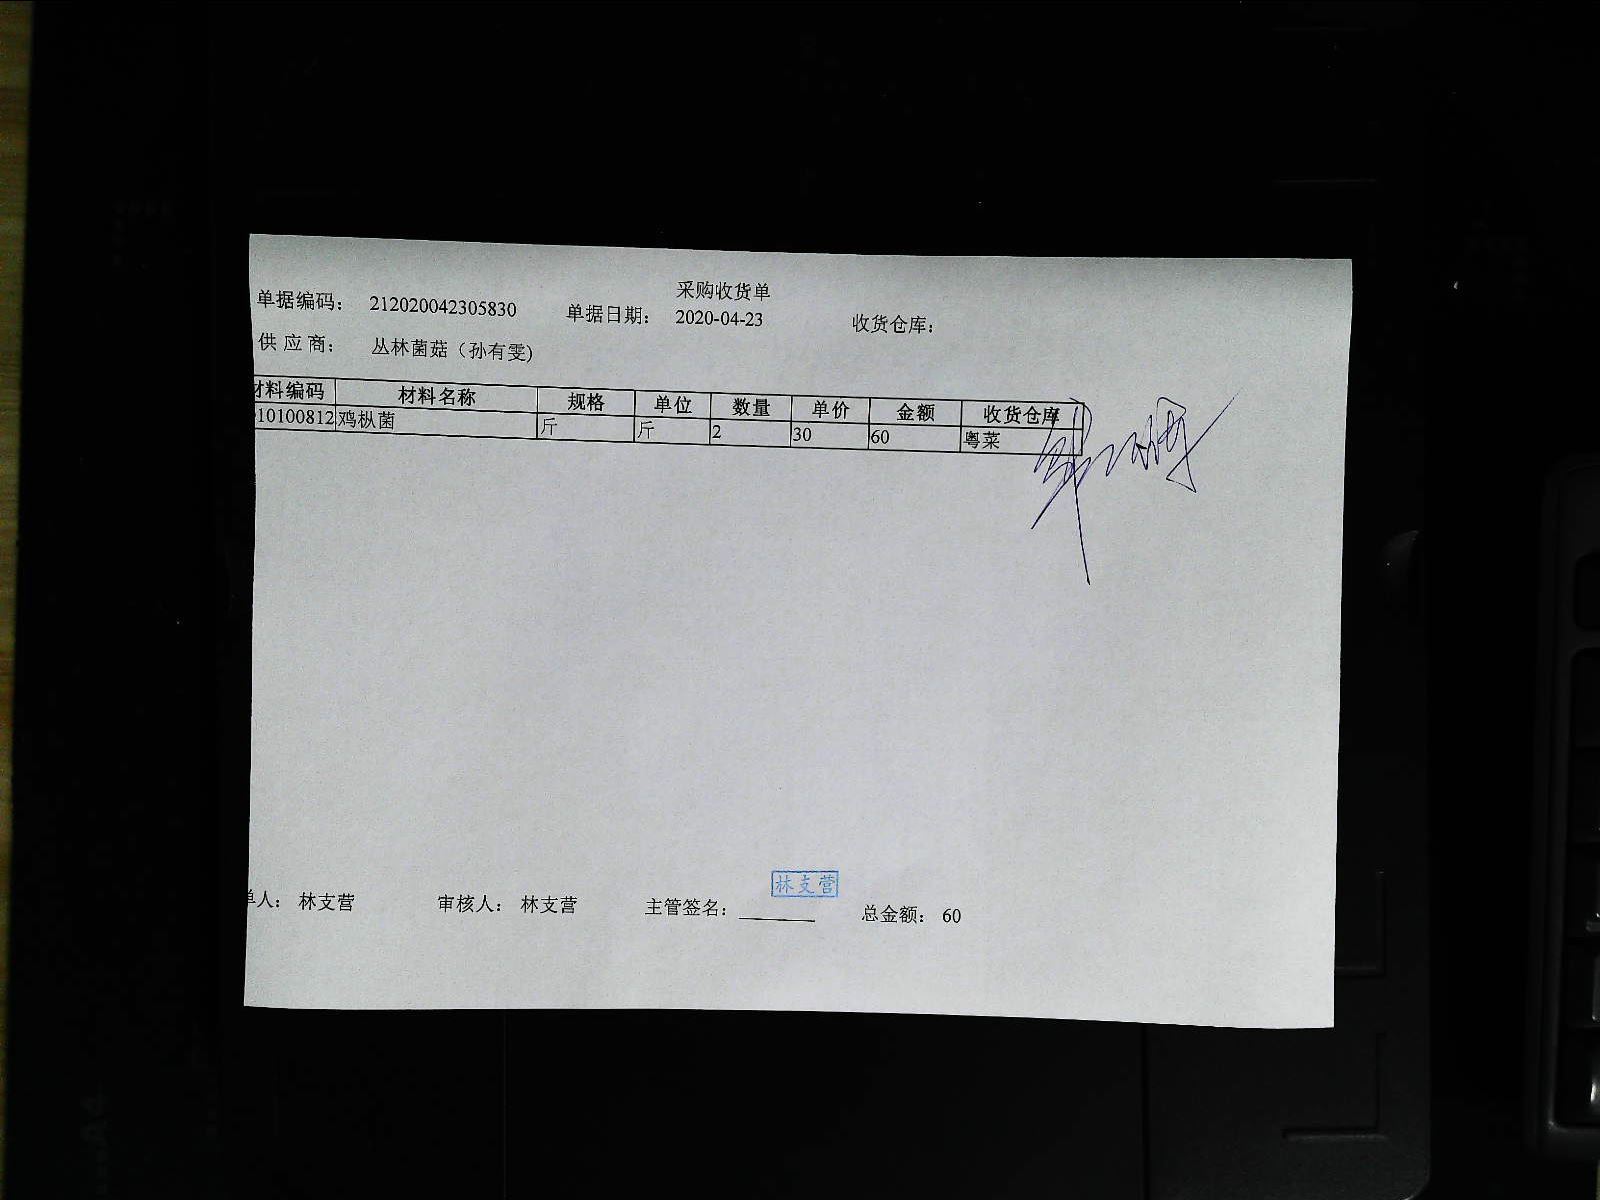 采购收货单
单据编码： 212020042305830 单据日期： 2020-04-23 收货仓库：
供 应 商： 丛林菌菇（孙有雯)
材料编码 材料名称 规格 单位 数量 单价 金额 收货仓库
10100812 鸡枞菌 斤 斤 2 30 60 粤菜
林支营
单人： 林支营 审核人： 林支营 主管签名： 总金额： 60